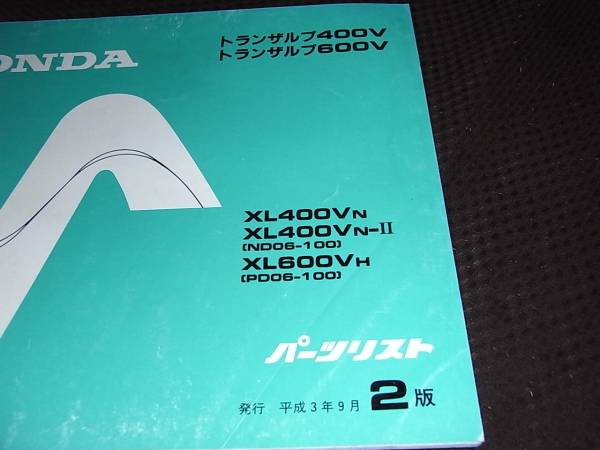 ONDA
トランザルプ400V
トランザルプ600V
XL400VN
XL400VN-II
(ND06-100)
XL600VH
(PD06-100)
パーツリスト
発行 平成3年9月 2版